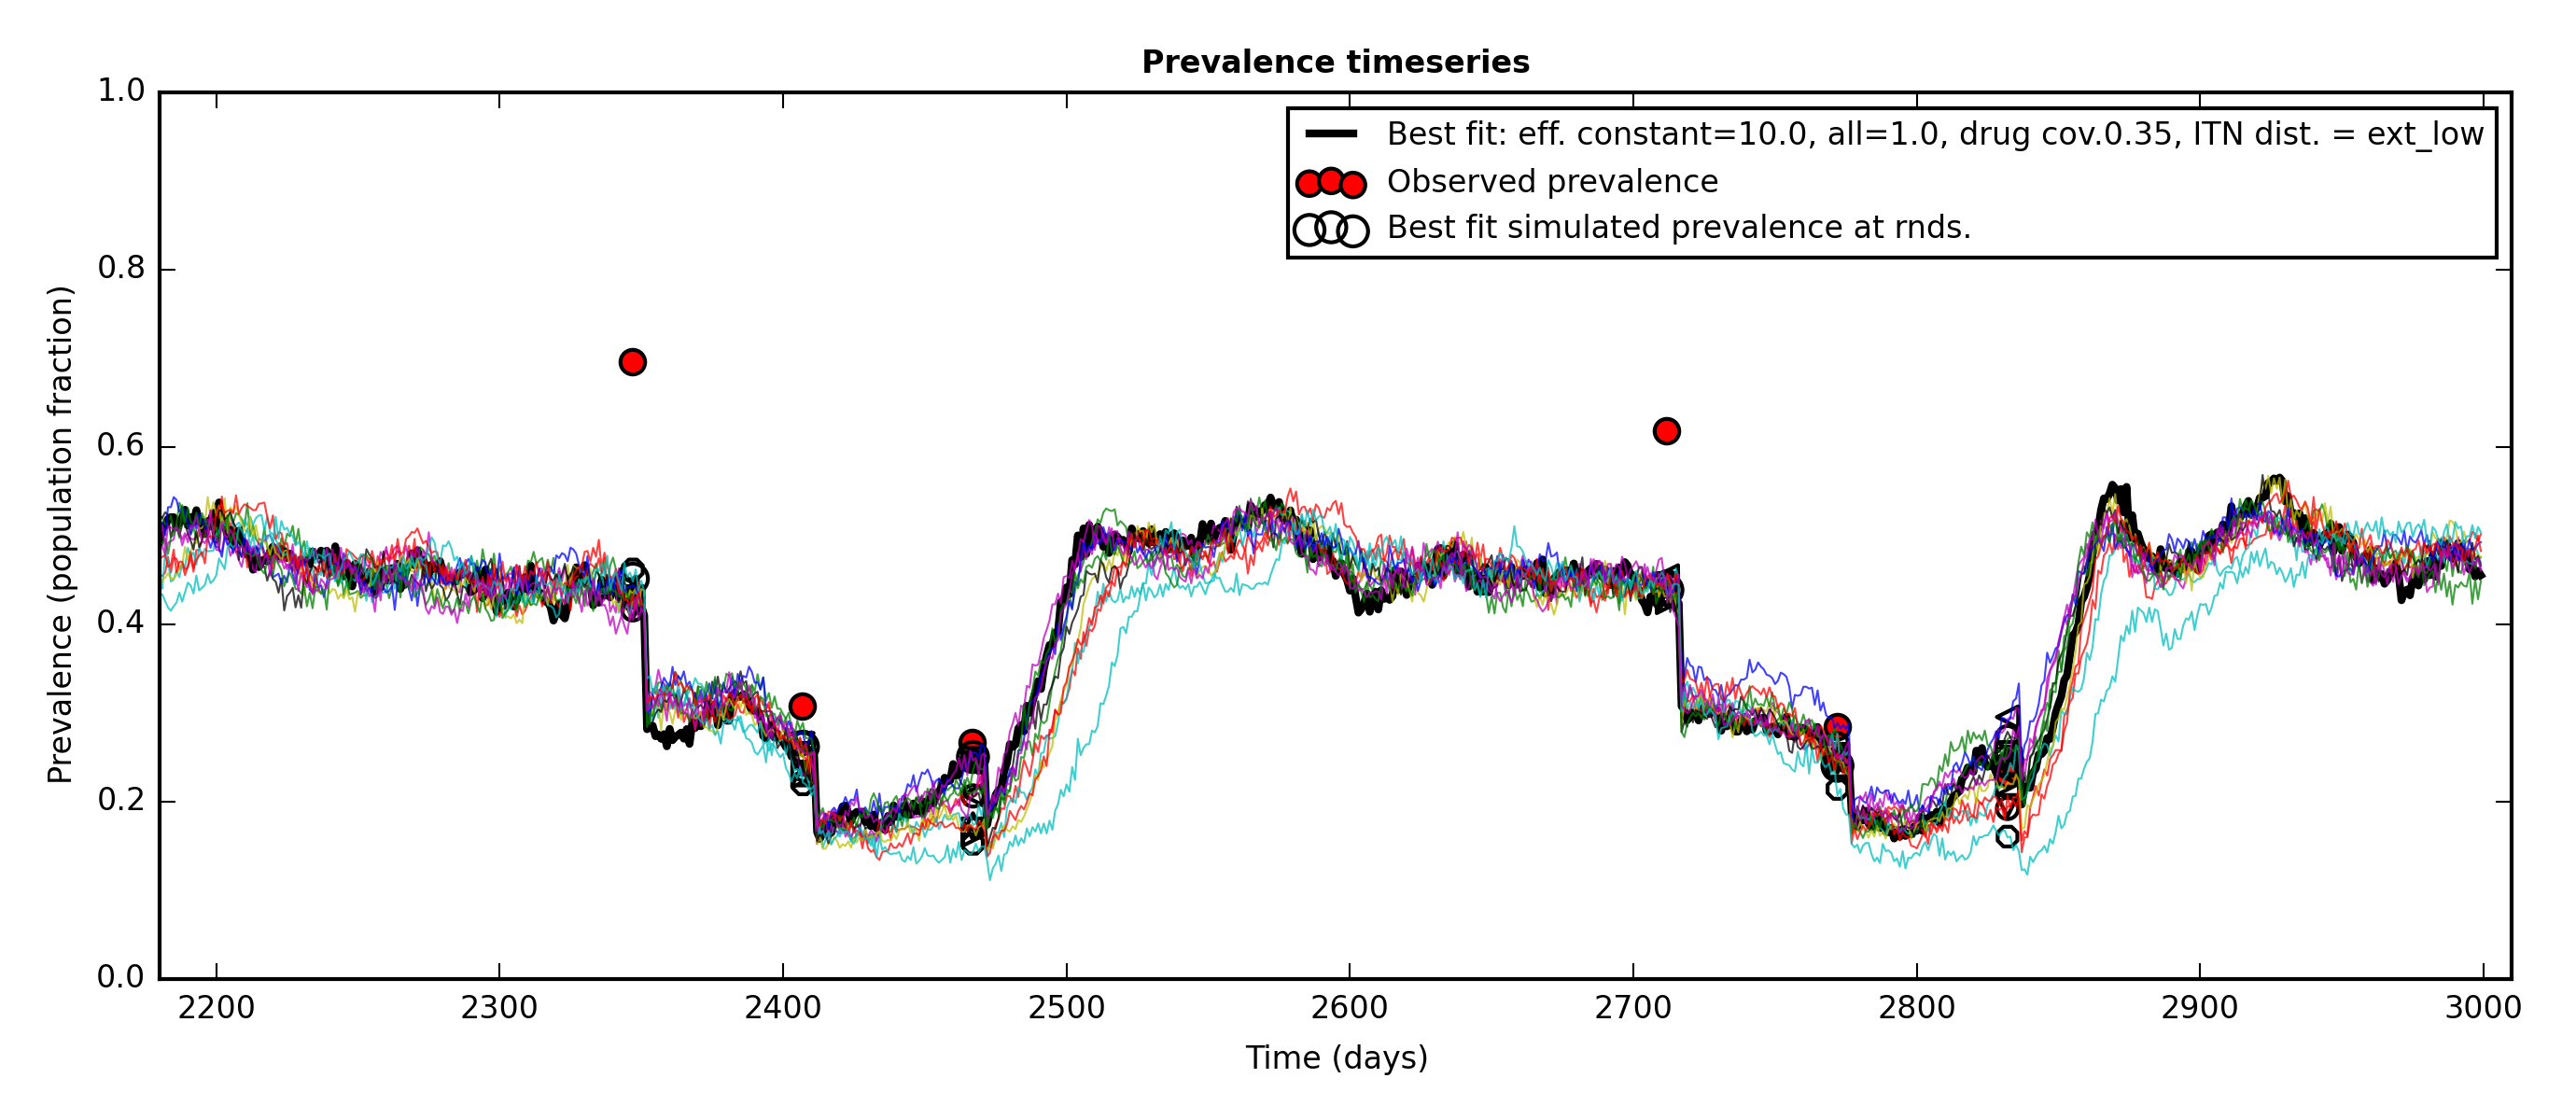 Prevalence timeseries
1.0
0.8
0.6
0.4
0.2
0.0
Prevalence (population fraction)
Best fit: eff. constant=10.0, all=1.0, drug cov.0.35, ITN dist. = ext_low
Observed prevalence
Best fit simulated prevalence at rnds.
2200 2300 2400 2500 2600 2700 2800 2900 3000
Time (days)